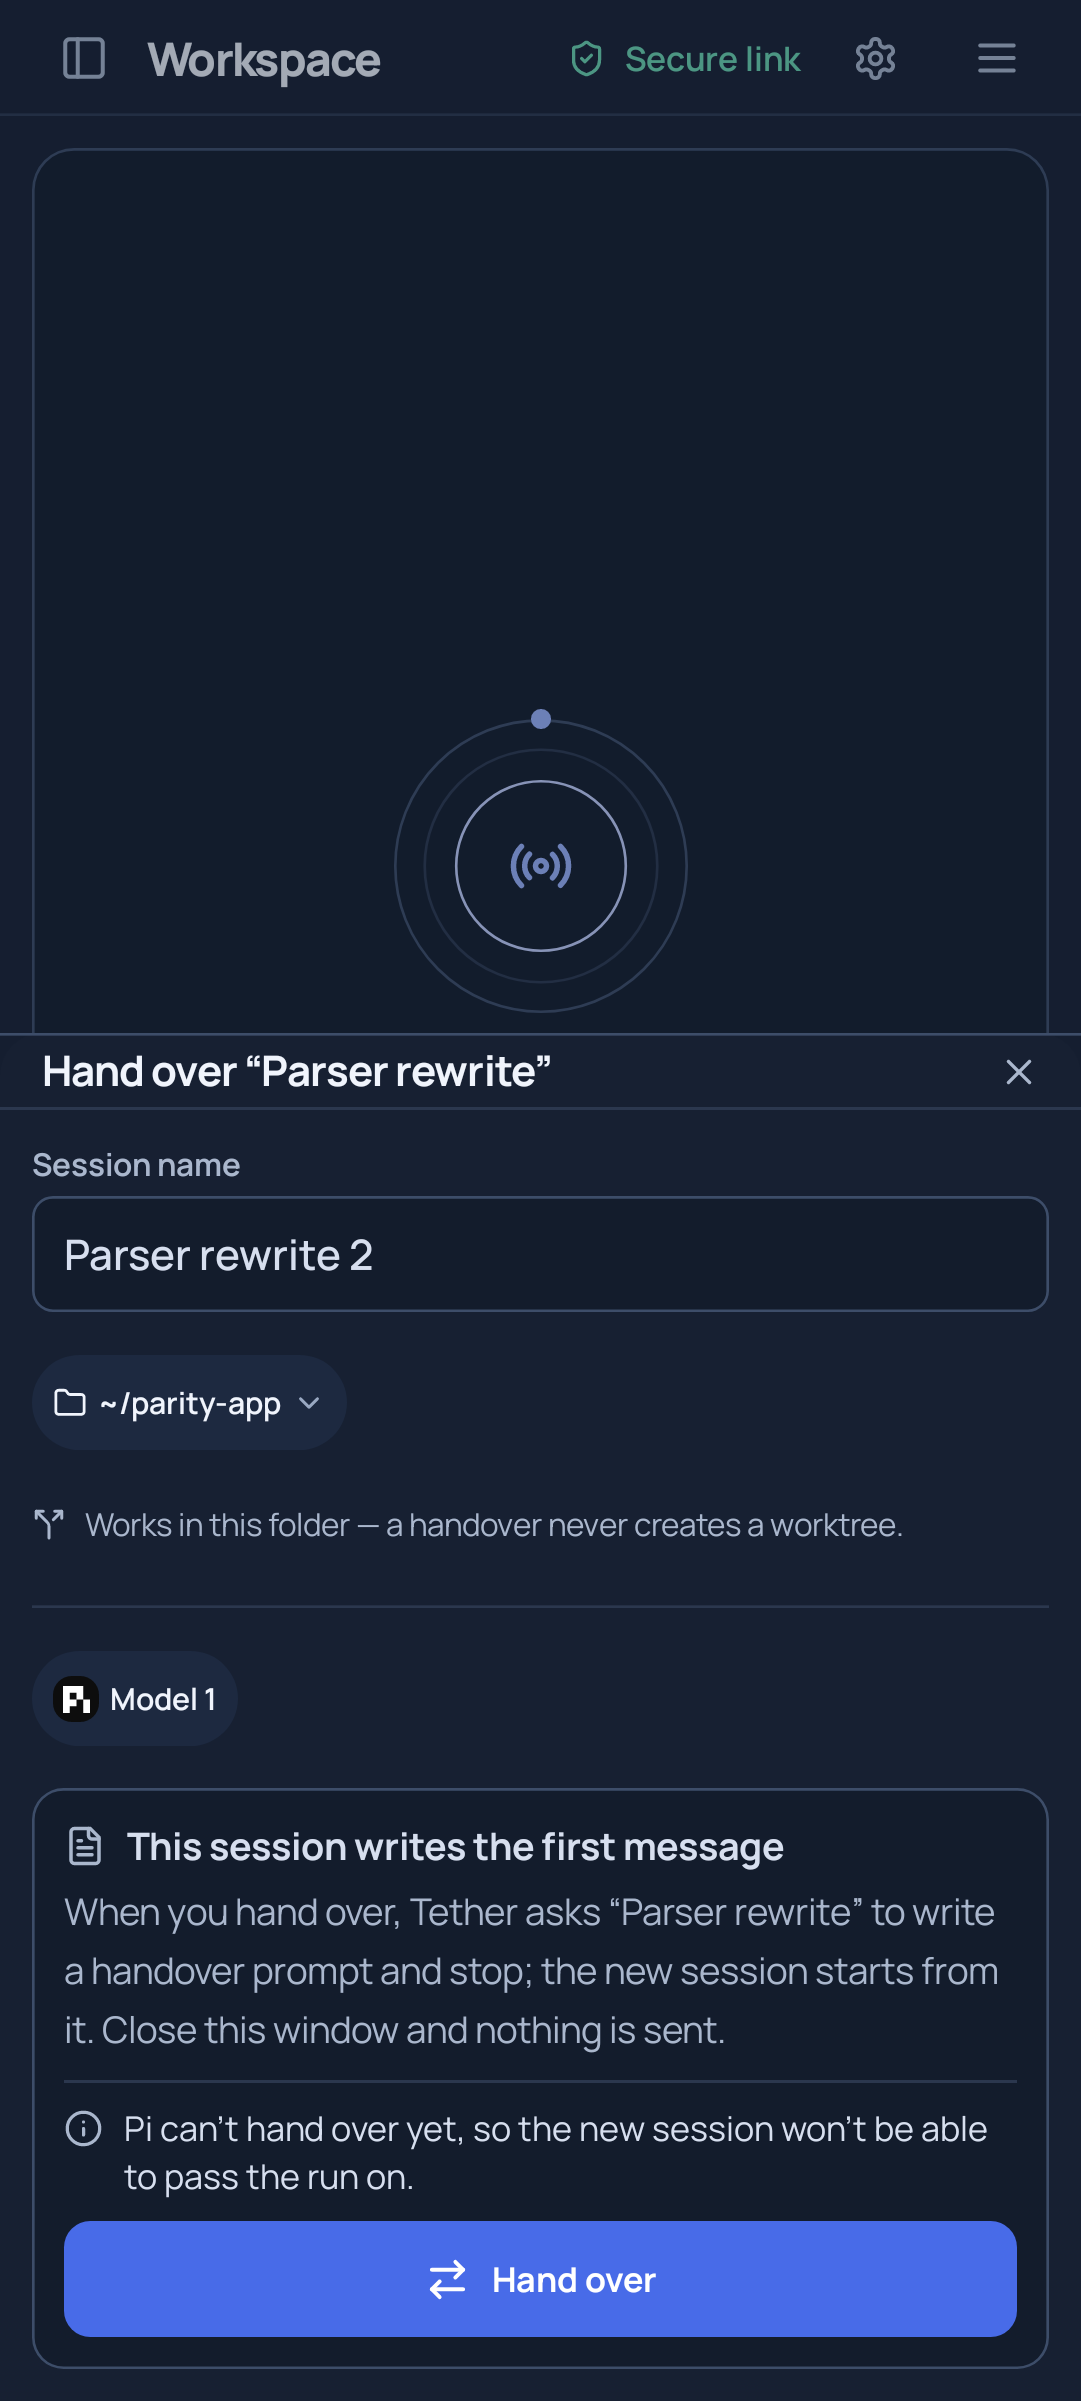 Workspace
Secure link
Hand over “Parser rewrite”
Session name
Parser rewrite 2
~/parity-app
Works in this folder — a handover never creates a worktree.
Model 1
This session writes the first message
When you hand over, Tether asks “Parser rewrite” to write
a handover prompt and stop; the new session starts from
it. Close this window and nothing is sent.
Pi can’t hand over yet, so the new session won’t be able
to pass the run on.
Hand over